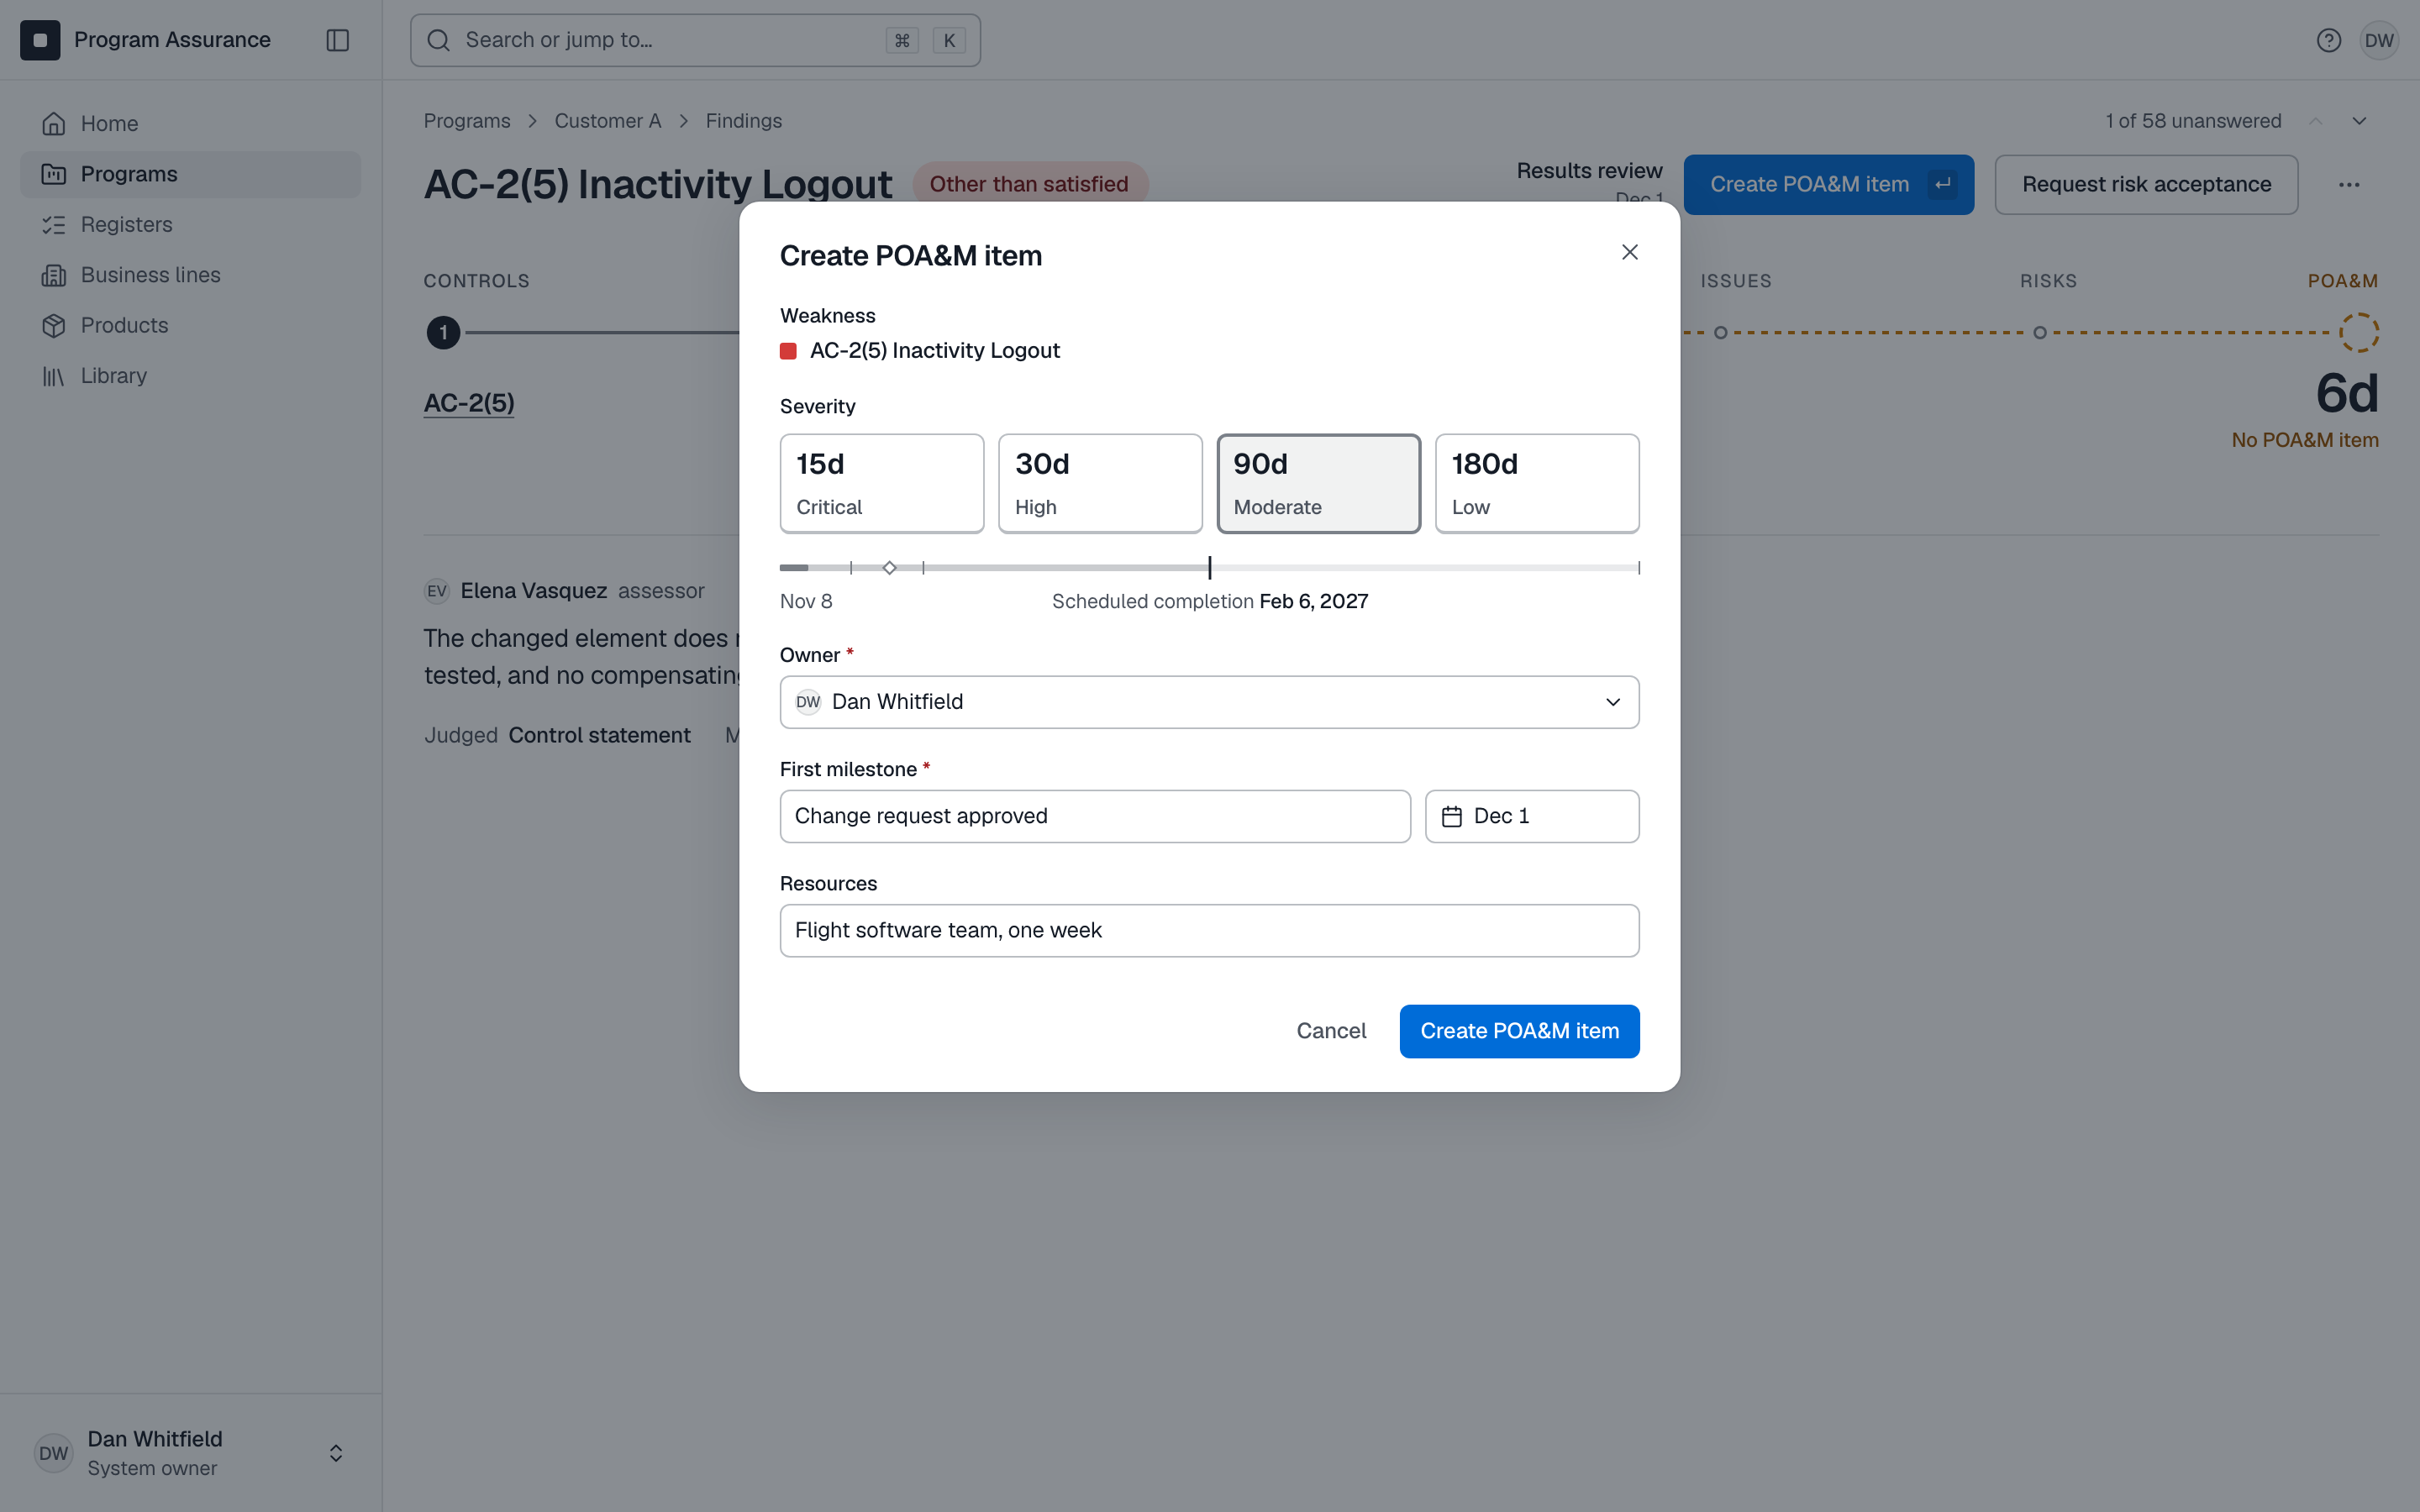 Program Assurance
Search or jump to...
⌘ K
DW
Home
Programs
Registers
Business lines
Products
Library
Programs > Customer A > Findings
1 of 58 unanswered
AC-2(5) Inactivity Logout
Other than satisfied
Results review
Dec 1
Create POA&M item
Request risk acceptance
CONTROLS
ISSUES
RISKS
POA&M
1
AC-2(5)
6d
No POA&M item
EV Elena Vasquez assessor
The changed element does
tested, and no compensating
Judged Control statement
Create POA&M item
Weakness
AC-2(5) Inactivity Logout
Severity
15d
Critical
30d
High
90d
Moderate
180d
Low
Nov 8
Scheduled completion Feb 6, 2027
Owner *
DW Dan Whitfield
First milestone *
Change request approved
Dec 1
Resources
Flight software team, one week
Cancel
Create POA&M item
DW
Dan Whitfield
System owner